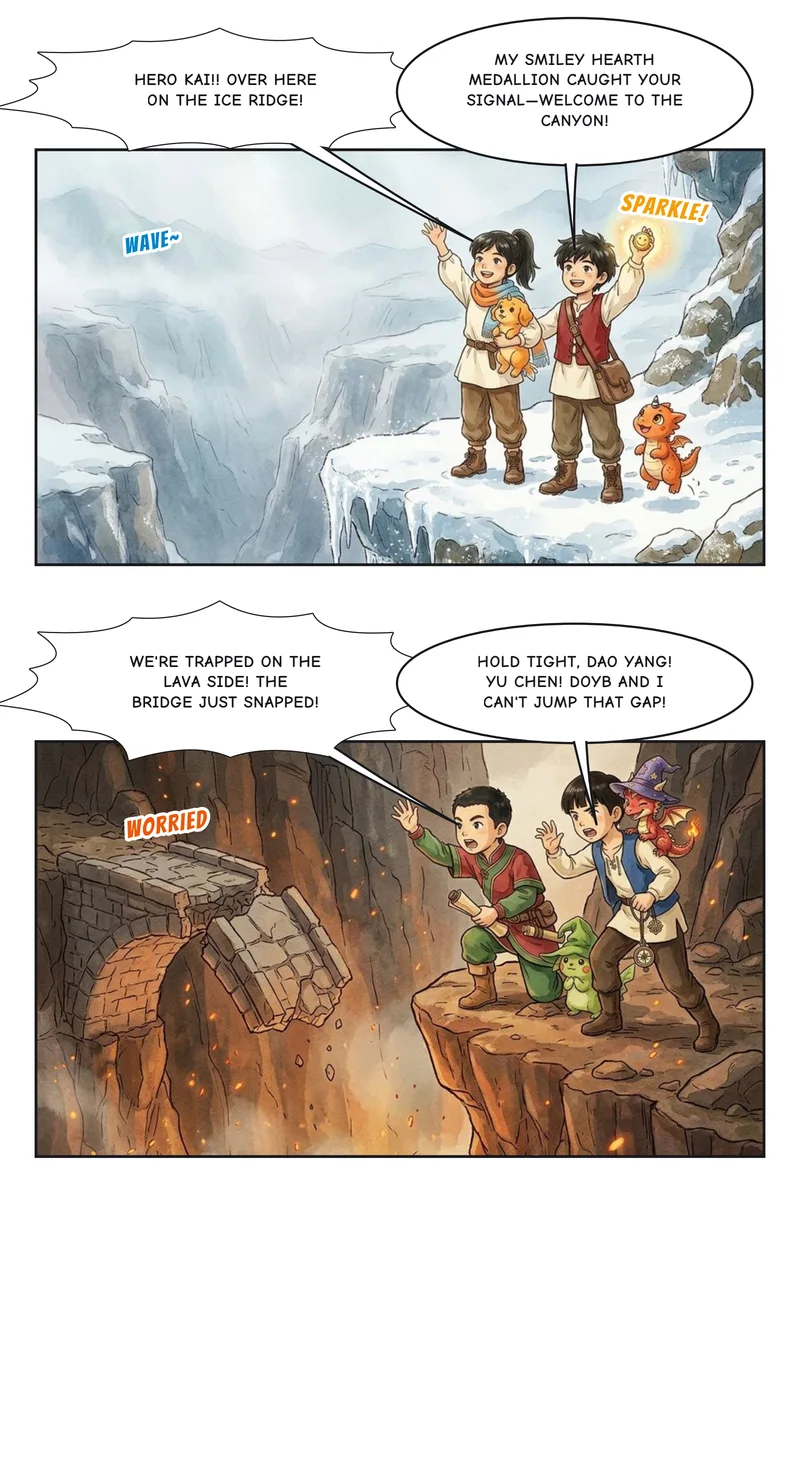 HERO KAI!! OVER HERE
ON THE ICE RIDGE!
MY SMILEY HEARTH
MEDALLION CAUGHT YOUR
SIGNAL—WELCOME TO THE
CANYON!
WAVE~
SPARKLE!
WE'RE TRAPPED ON THE
LAVA SIDE! THE
BRIDGE JUST SNAPPED!
HOLD TIGHT, DAO YANG!
YU CHEN! DOYB AND I
CAN'T JUMP THAT GAP!
WORRIED